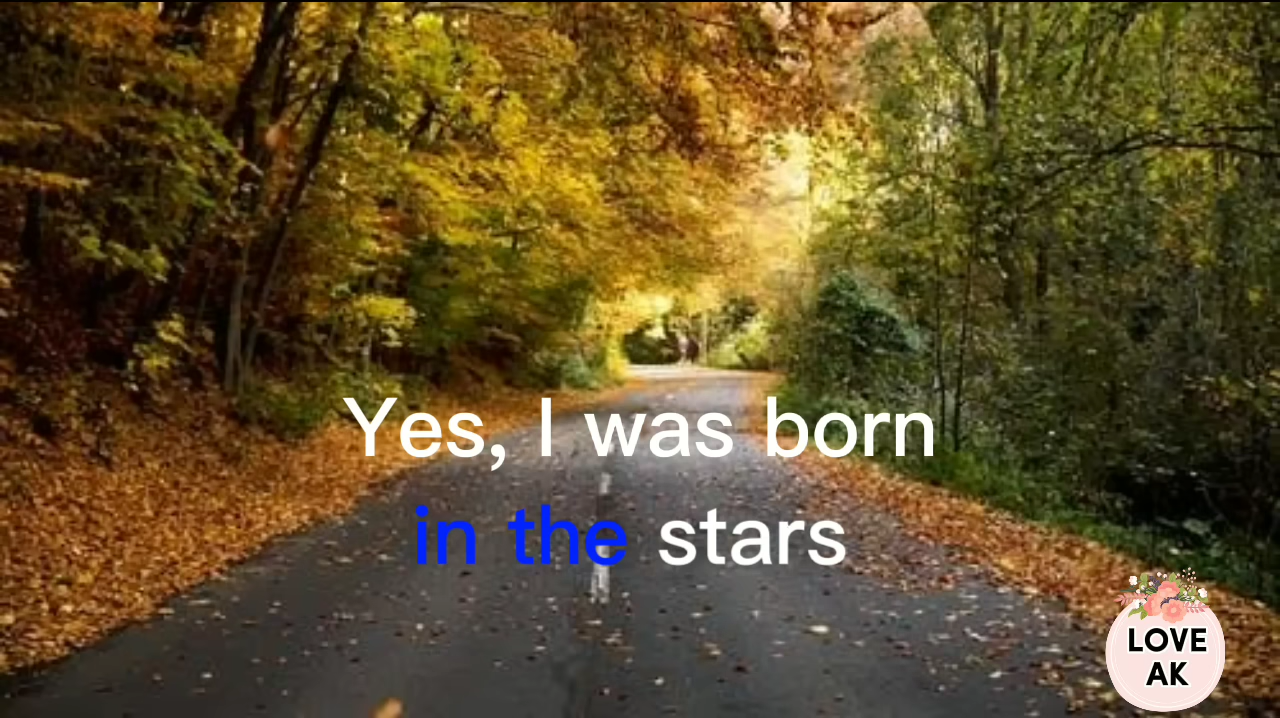 Yes, I was born
in the stars
LOVE
AK